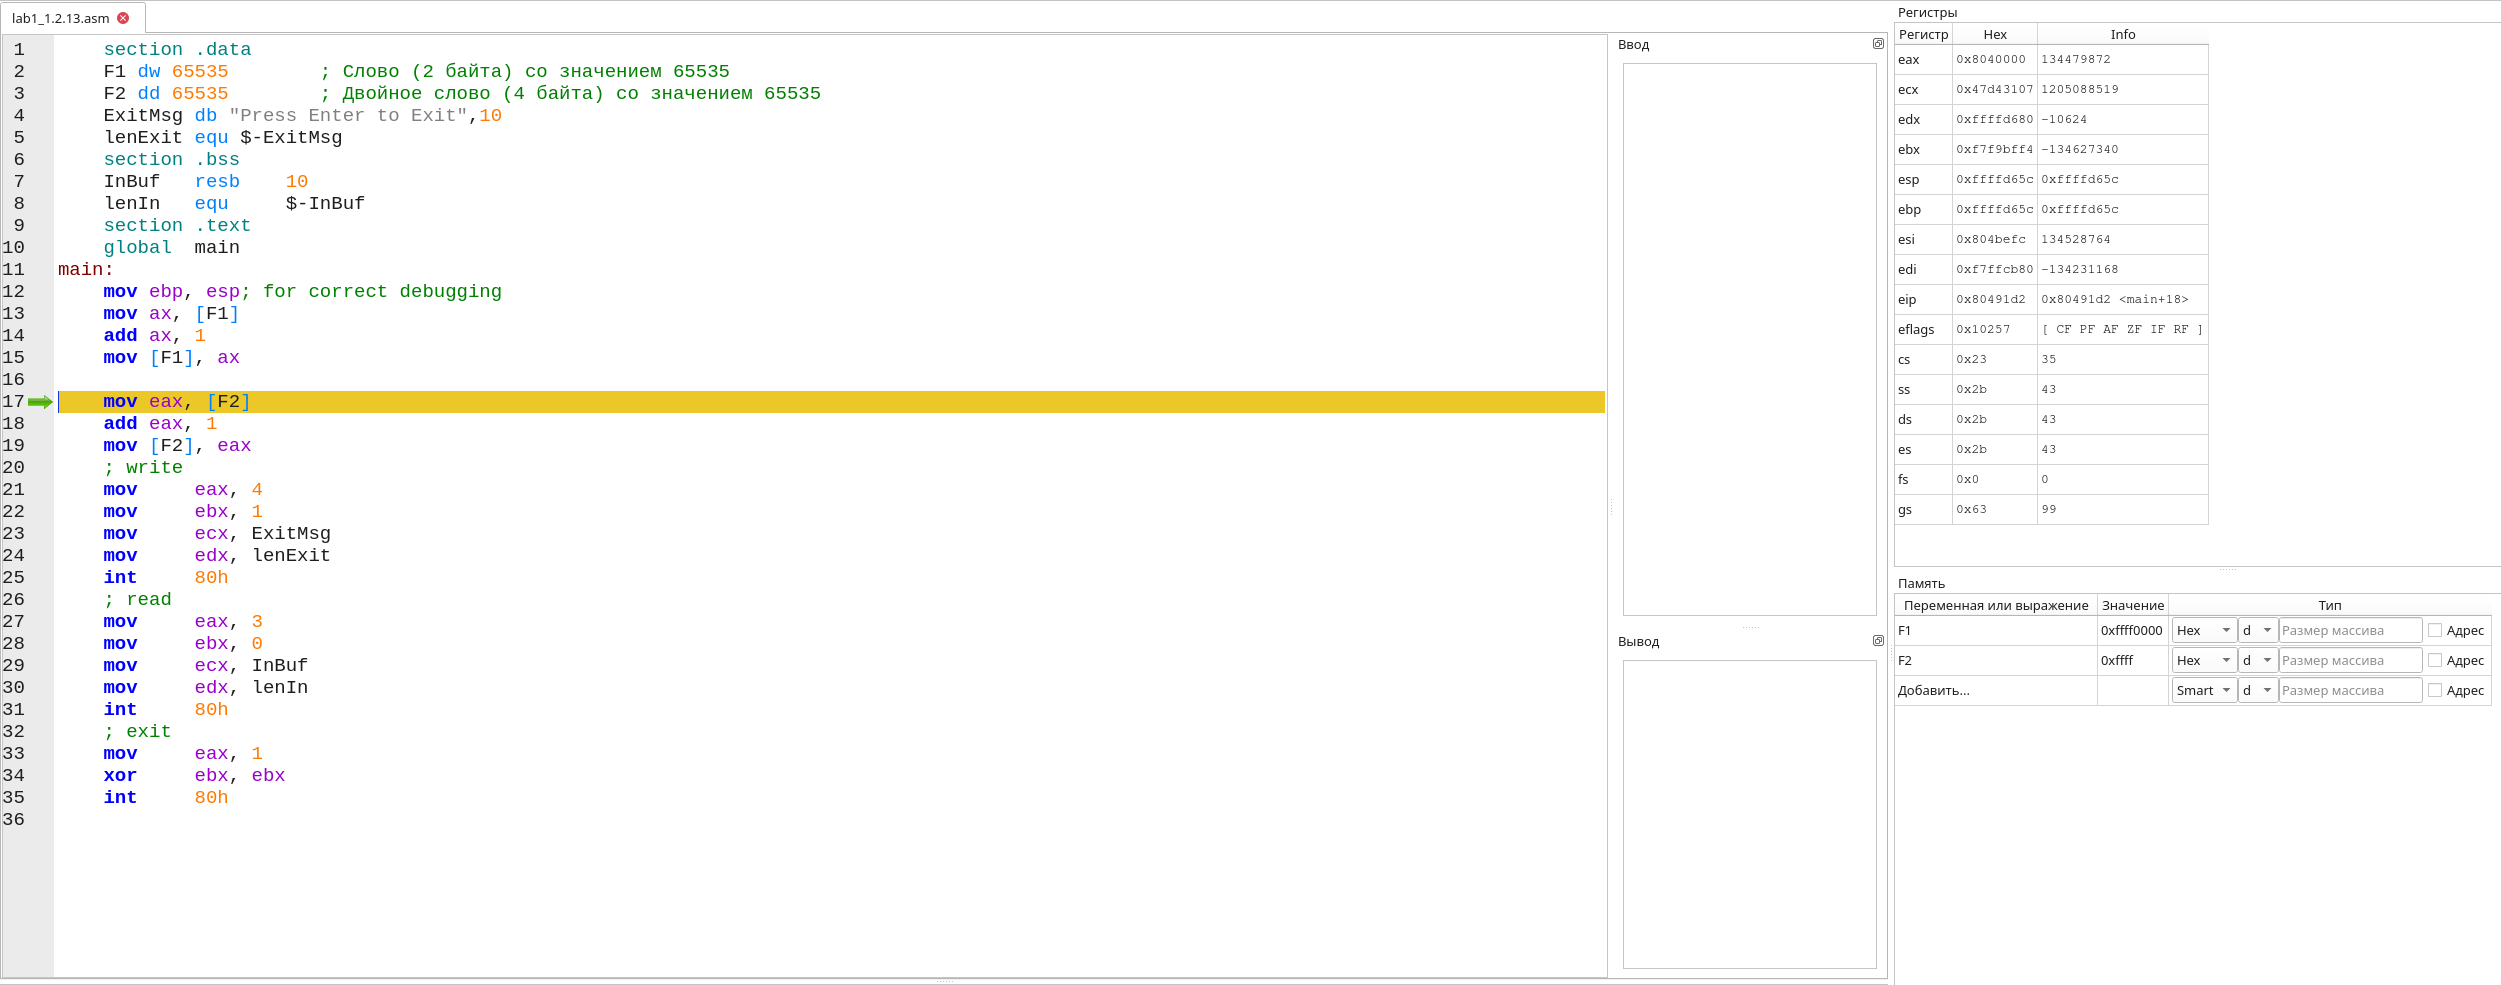 lab1_1.2.13.asm
1 section .data
2 F1 dw 65535 ; Слово (2 байта) со значением 65535
3 F2 dd 65535 ; Двойное слово (4 байта) со значением 65535
4 ExitMsg db "Press Enter to Exit",10
5 lenExit equ $-ExitMsg
6 section .bss
7 InBuf resb 10
8 lenIn equ $-InBuf
9 section .text
10 global main
11 main:
12 mov ebp, esp; for correct debugging
13 mov ax, [F1]
14 add ax, 1
15 mov [F1], ax
16
17 mov eax, [F2]
18 add eax, 1
19 mov [F2], eax
20 ; write
21 mov eax, 4
22 mov ebx, 1
23 mov ecx, ExitMsg
24 mov edx, lenExit
25 int 80h
26 ; read
27 mov eax, 3
28 mov ebx, 0
29 mov ecx, InBuf
30 mov edx, lenIn
31 int 80h
32 ; exit
33 mov eax, 1
34 xor ebx, ebx
35 int 80h
36
Ввод
Вывод
Регистры
Регистр Hex Info
eax 0x8040000 134479872
ecx 0x47d43107 1205088519
edx 0xffffd680 -10624
ebx 0xf7f9bff4 -134627340
esp 0xffffd65c 0xffffd65c
ebp 0xffffd65c 0xffffd65c
esi 0x804befc 134528764
edi 0xf7ffcb80 -134231168
eip 0x80491d2 0x80491d2 <main+18>
eflags 0x10257 [ CF PF AF ZF IF RF ]
cs 0x23 35
ss 0x2b 43
ds 0x2b 43
es 0x2b 43
fs 0x0 0
gs 0x63 99
Память
Переменная или выражение Значение Тип
F1 0xffff0000 Hex d Размер массива Адрес
F2 0xffff Hex d Размер массива Адрес
Добавить... Smart d Размер массива Адрес